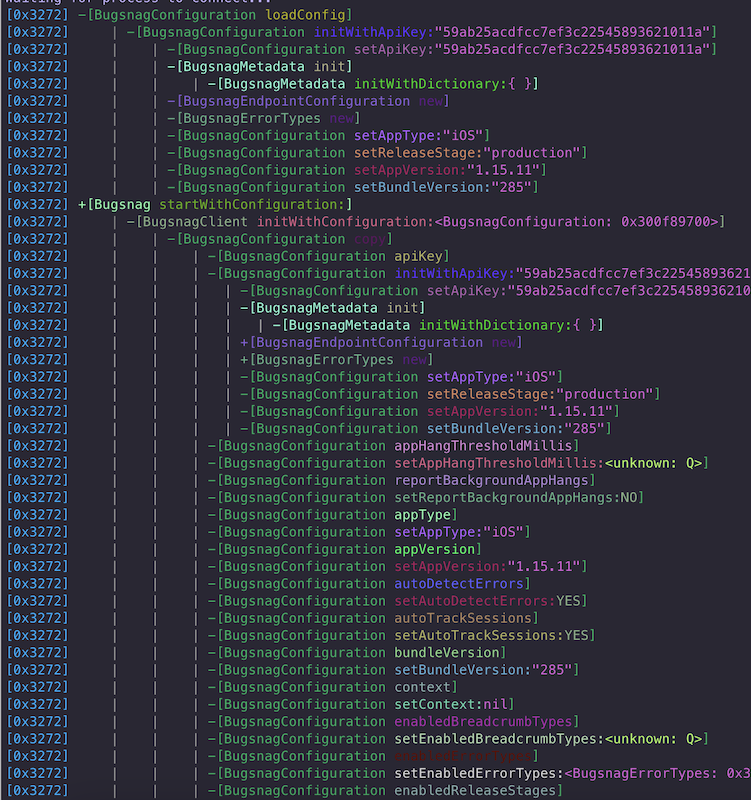 waiting for process to connect...
[0x3272] -[BugsnagConfiguration loadConfig]
[0x3272] | -[BugsnagConfiguration initWithApiKey:"59ab25acdfcc7ef3c22545893621011a"]
[0x3272] | | -[BugsnagConfiguration setApiKey:"59ab25acdfcc7ef3c22545893621011a"]
[0x3272] | | -[BugsnagMetadata init]
[0x3272] | | | -[BugsnagMetadata initWithDictionary:{ }]
[0x3272] | | -[BugsnagEndpointConfiguration new]
[0x3272] | | -[BugsnagErrorTypes new]
[0x3272] | | -[BugsnagConfiguration setAppType:"iOS"]
[0x3272] | | -[BugsnagConfiguration setReleaseStage:"production"]
[0x3272] | | -[BugsnagConfiguration setAppVersion:"1.15.11"]
[0x3272] | | -[BugsnagConfiguration setBundleVersion:"285"]
[0x3272] +[Bugsnag startWithConfiguration:]
[0x3272] | -[BugsnagClient initWithConfiguration:<BugsnagConfiguration: 0x300f89700>]
[0x3272] | | -[BugsnagConfiguration copy]
[0x3272] | | | -[BugsnagConfiguration apiKey]
[0x3272] | | | -[BugsnagConfiguration initWithApiKey:"59ab25acdfcc7ef3c22545893621
[0x3272] | | | | -[BugsnagConfiguration setApiKey:"59ab25acdfcc7ef3c225458936210
[0x3272] | | | | -[BugsnagMetadata init]
[0x3272] | | | | | -[BugsnagMetadata initWithDictionary:{ }]
[0x3272] | | | | +[BugsnagEndpointConfiguration new]
[0x3272] | | | | +[BugsnagErrorTypes new]
[0x3272] | | | | -[BugsnagConfiguration setAppType:"iOS"]
[0x3272] | | | | -[BugsnagConfiguration setReleaseStage:"production"]
[0x3272] | | | | -[BugsnagConfiguration setAppVersion:"1.15.11"]
[0x3272] | | | | -[BugsnagConfiguration setBundleVersion:"285"]
[0x3272] | | | -[BugsnagConfiguration appHangThresholdMillis]
[0x3272] | | | -[BugsnagConfiguration setAppHangThresholdMillis:<unknown: Q>]
[0x3272] | | | -[BugsnagConfiguration reportBackgroundAppHangs]
[0x3272] | | | -[BugsnagConfiguration setReportBackgroundAppHangs:NO]
[0x3272] | | | -[BugsnagConfiguration appType]
[0x3272] | | | -[BugsnagConfiguration setAppType:"iOS"]
[0x3272] | | | -[BugsnagConfiguration appVersion]
[0x3272] | | | -[BugsnagConfiguration setAppVersion:"1.15.11"]
[0x3272] | | | -[BugsnagConfiguration autoDetectErrors]
[0x3272] | | | -[BugsnagConfiguration setAutoDetectErrors:YES]
[0x3272] | | | -[BugsnagConfiguration autoTrackSessions]
[0x3272] | | | -[BugsnagConfiguration setAutoTrackSessions:YES]
[0x3272] | | | -[BugsnagConfiguration bundleVersion]
[0x3272] | | | -[BugsnagConfiguration setBundleVersion:"285"]
[0x3272] | | | -[BugsnagConfiguration context]
[0x3272] | | | -[BugsnagConfiguration setContext:nil]
[0x3272] | | | -[BugsnagConfiguration enabledBreadcrumbTypes]
[0x3272] | | | -[BugsnagConfiguration setEnabledBreadcrumbTypes:<unknown: Q>]
[0x3272] | | | -[BugsnagConfiguration enabledErrorTypes]
[0x3272] | | | -[BugsnagConfiguration setEnabledErrorTypes:<BugsnagErrorTypes: 0x3
[0x3272] | | | -[BugsnagConfiguration enabledReleaseStages]